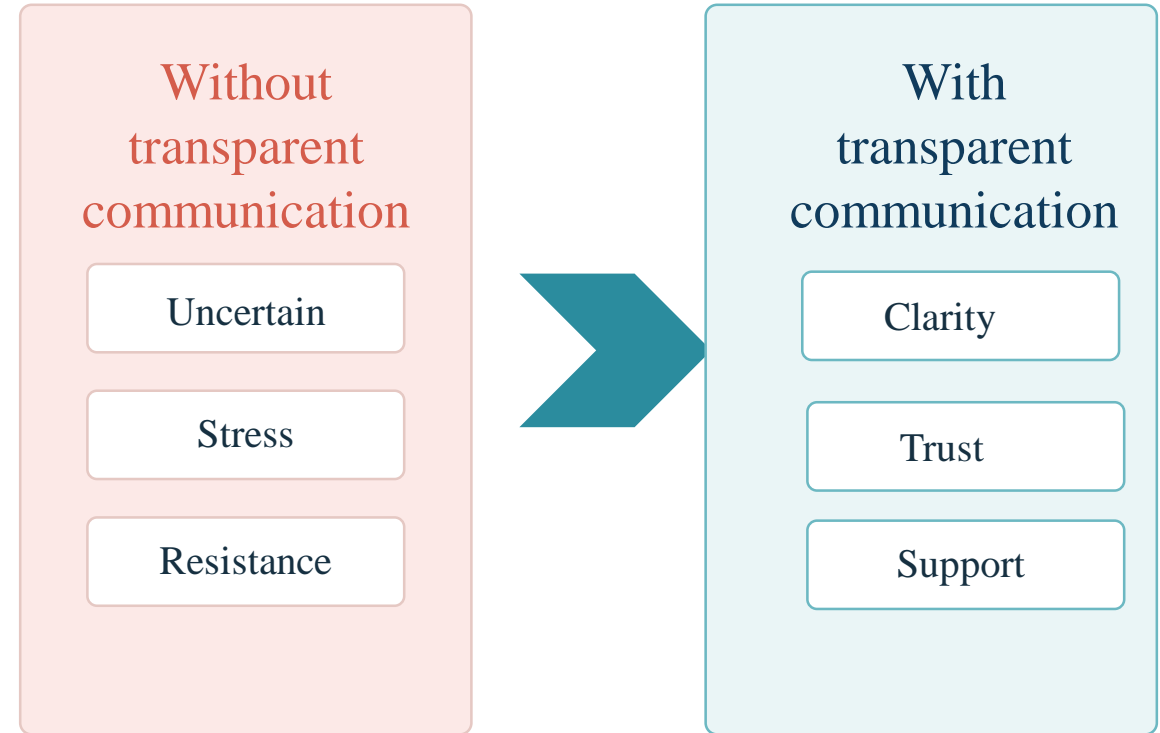 Without
transparent
communication
Uncertain
Stress
Resistance
With
transparent
communication
Clarity
Trust
Support